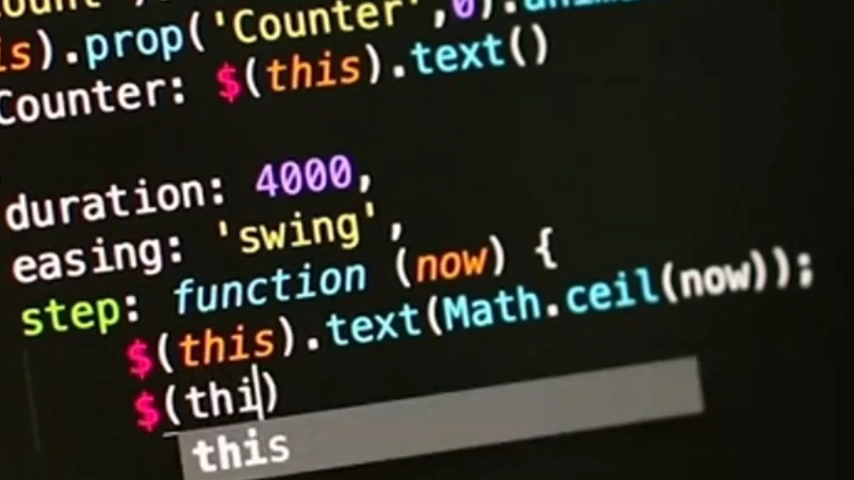 is).prop('Counter',0).
Counter: $(this).text()
duration: 4000,
easing: 'swing',
step: function (now) {
$(this).text(Math.ceil(now));
$(thi)
this